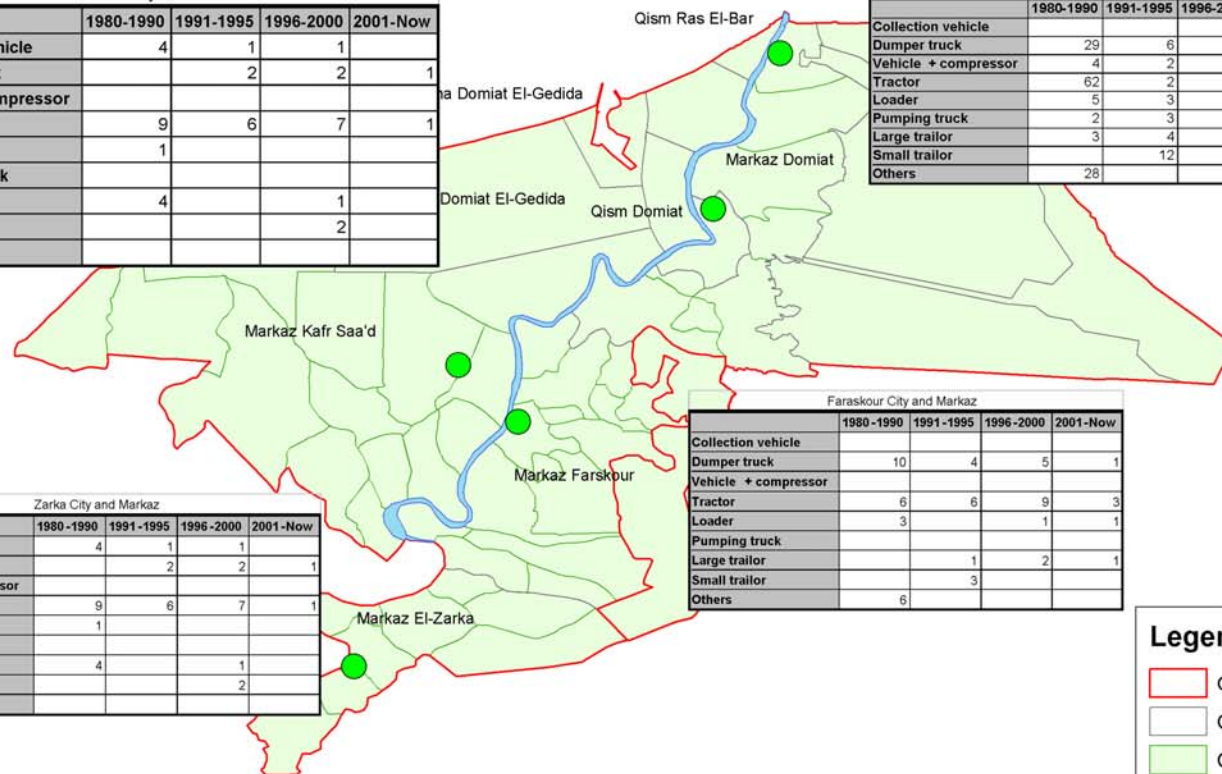 1980-1990 1991-1995 1996-2000 2001-Now
4 1 1
2 2 1
9 6 7 1
1
4 1
2
Qism Ras El-Bar
1980-1990 1991-1995
Collection vehicle
Dumper truck 29 6
Vehicle + compressor 4 2
Tractor 62 2
Loader 5 3
Pumping truck 2 3
Large trailor 3 4
Small trailor 12
Others 28
Domiat El-Gedida
Markaz Domiat
Domiat El-Gedida
Qism Domiat
Markaz Kafr Saa'd
Markaz Farskour
Faraskour City and Markaz
1980-1990 1991-1995 1996-2000 2001-Now
Collection vehicle
Dumper truck 10 4 5 1
Vehicle + compressor
Tractor 6 6 9 3
Loader 3 1 1
Pumping truck
Large trailor 1 2 1
Small trailor 3
Others 6
Zarka City and Markaz
1980-1990 1991-1995 1996-2000 2001-Now
4 1 1
2 2 1
9 6 7 1
1
4 1
2
Markaz El-Zarka